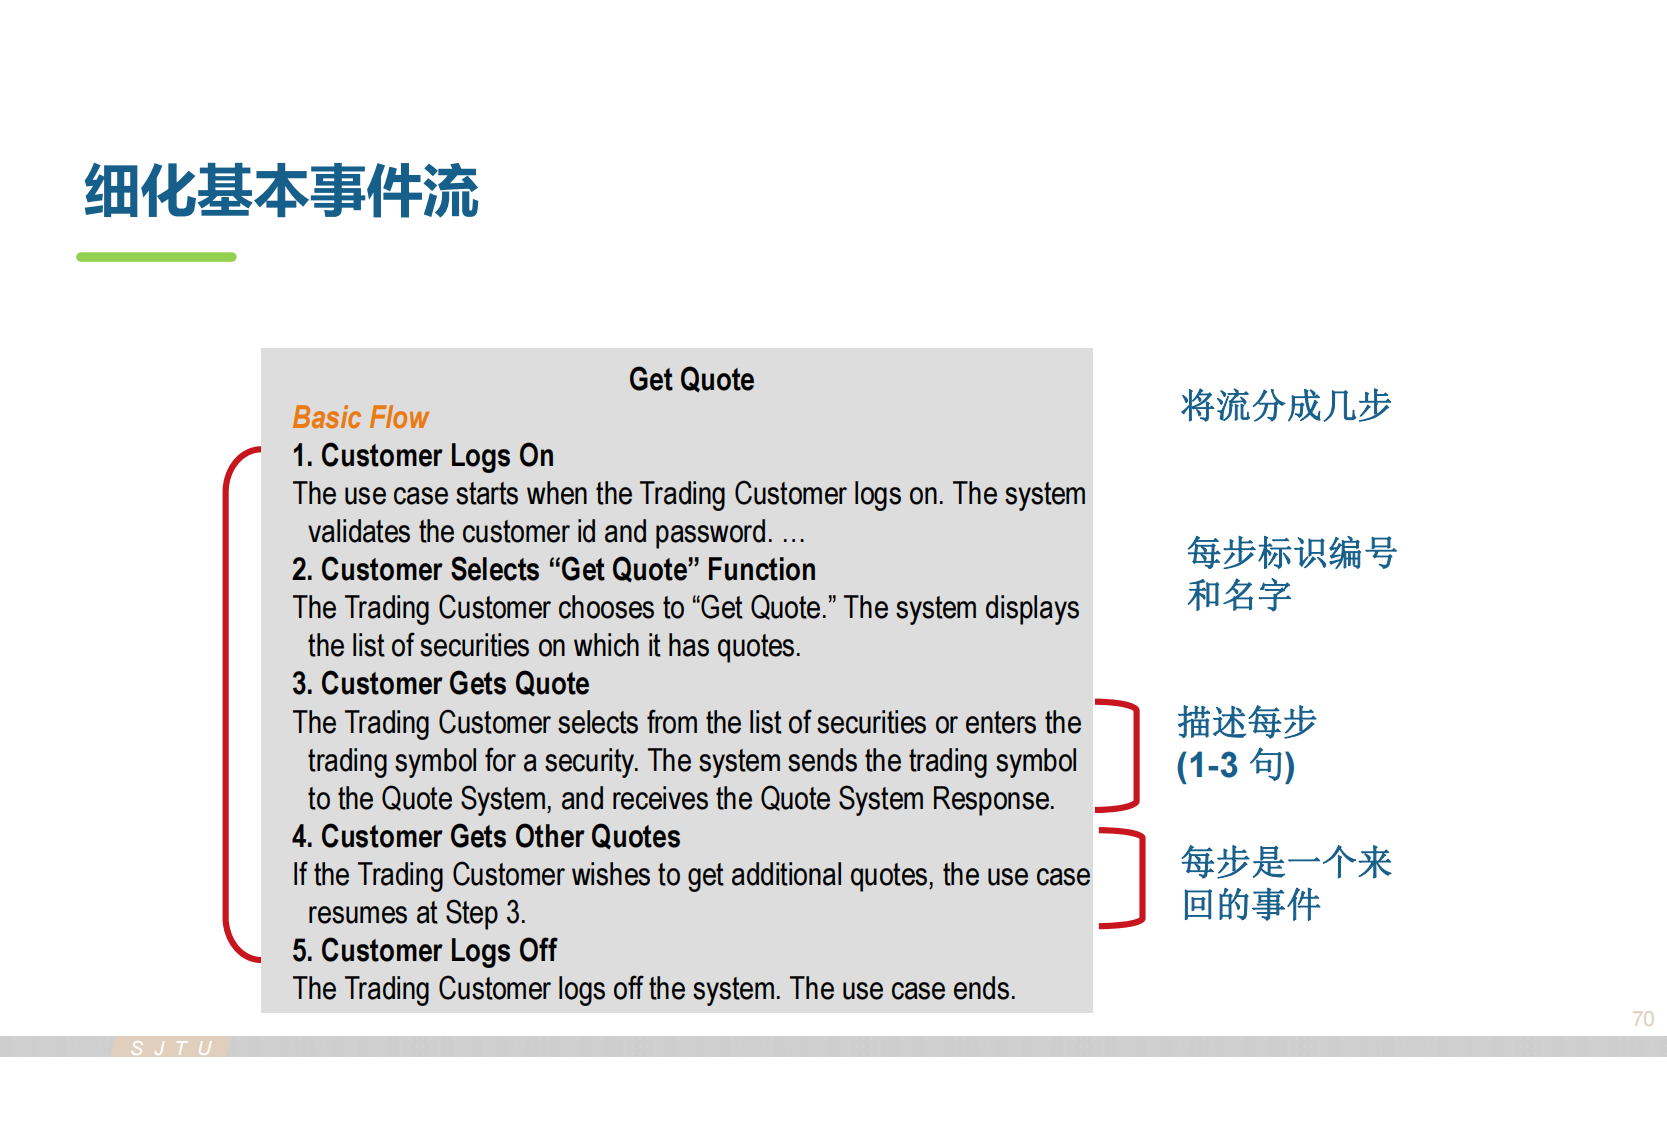 细化基本事件流
Get Quote
Basic Flow
1. Customer Logs On
The use case starts when the Trading Customer logs on. The system
validates the customer id and password. …
2. Customer Selects “Get Quote” Function
The Trading Customer chooses to “Get Quote.” The system displays
the list of securities on which it has quotes.
3. Customer Gets Quote
The Trading Customer selects from the list of securities or enters the
trading symbol for a security. The system sends the trading symbol
to the Quote System, and receives the Quote System Response.
4. Customer Gets Other Quotes
If the Trading Customer wishes to get additional quotes, the use case
resumes at Step 3.
5. Customer Logs Off
The Trading Customer logs off the system. The use case ends.
将流分成几步
每步标识编号
和名字
描述每步
(1-3 句)
每步是一个来
回的事件
70
SJTU